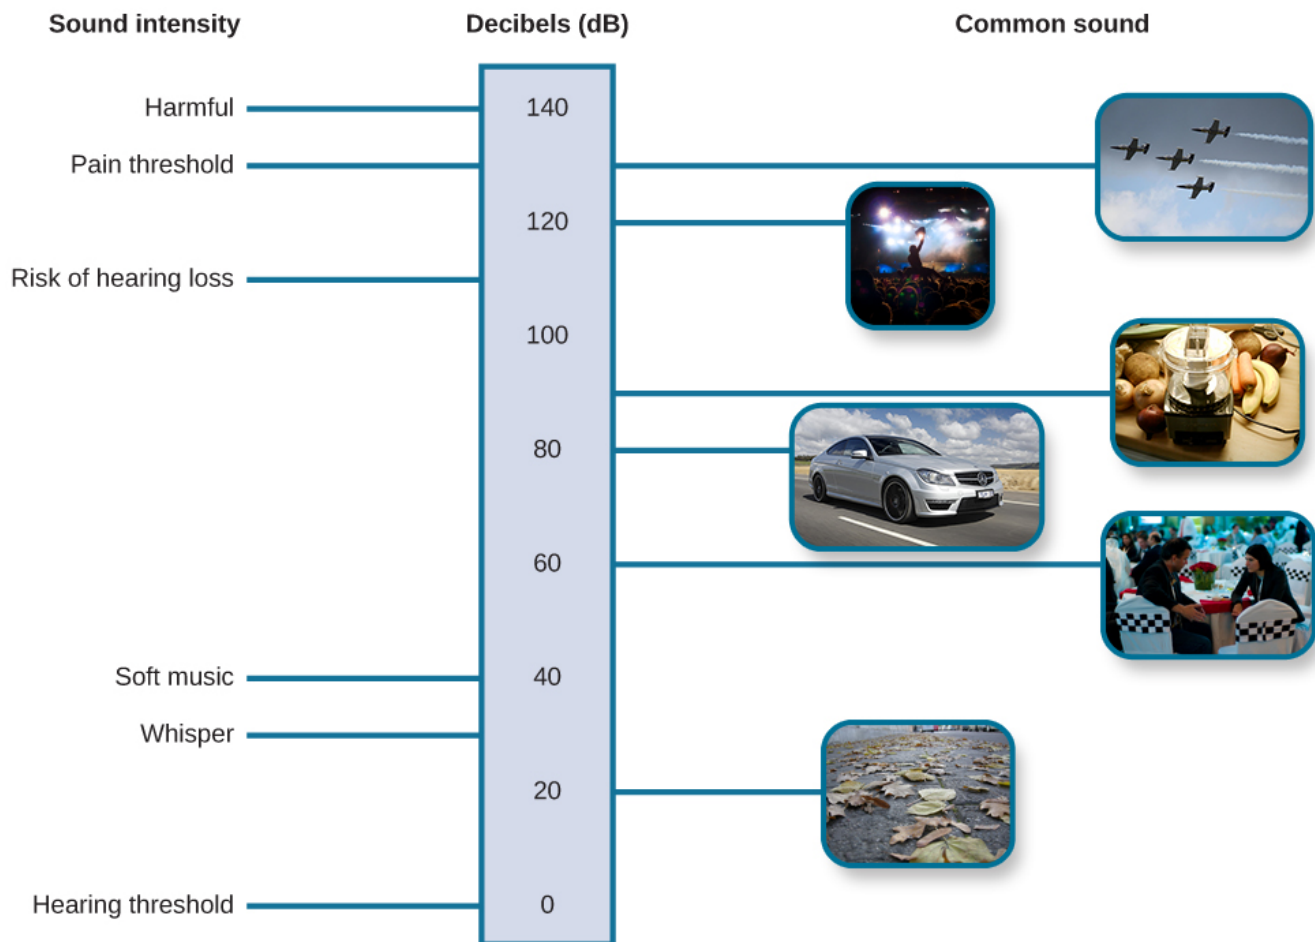 Sound intensity
Decibels (dB)
Common sound
Harmful
140
Pain threshold
120
Risk of hearing loss
100
80
60
Soft music
40
Whisper
20
Hearing threshold
0